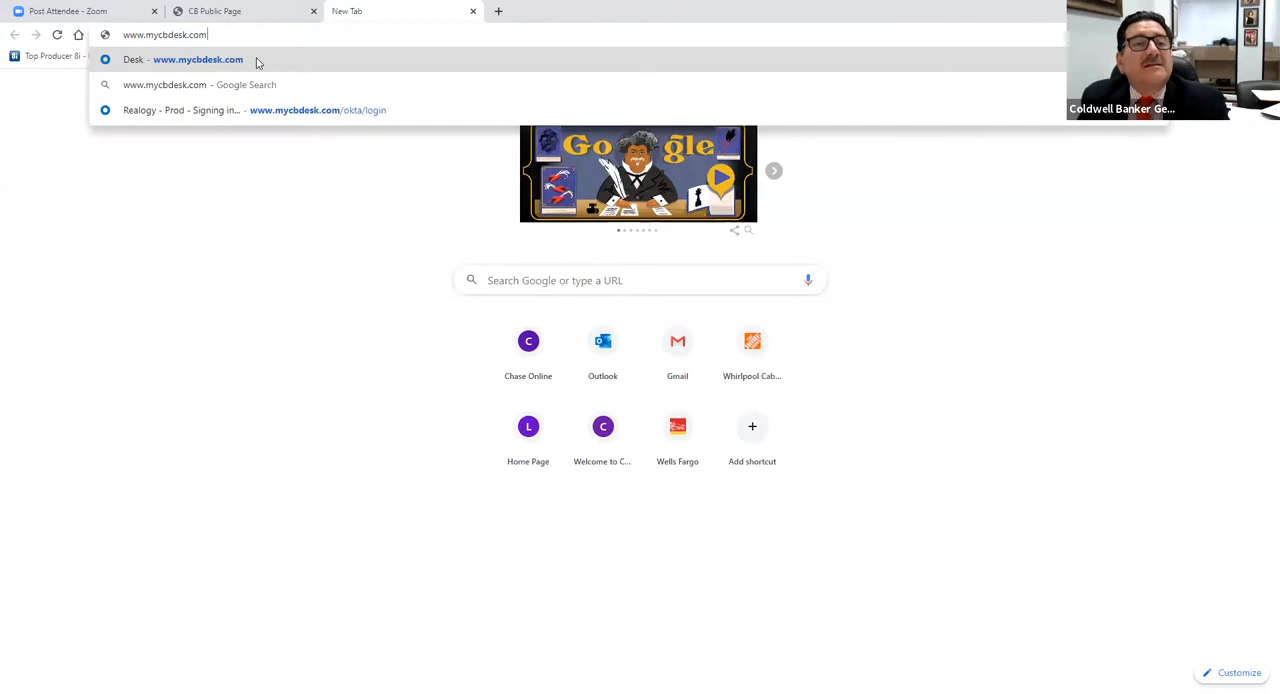 Post Attendee - Zoom
CB Public Page
New Tab
www.mycbdesk.com
Top Producer 8i -
Desk - www.mycbdesk.com
www.mycbdesk.com - Google Search
Realogy - Prod - Signing in... - www.mycbdesk.com/okta/login
Coldwell Banker Ge...
Go gle
Search Google or type a URL
C
Chase Online
Outlook
Gmail
Whirlpool Cab...
L
Home Page
C
Welcome to C...
Wells Fargo
Add shortcut
Customize